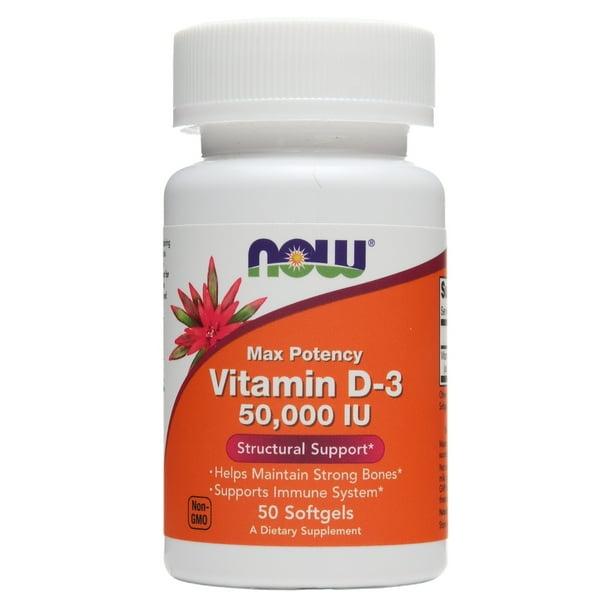 now®
Max Potency
Vitamin D-3
50,000 IU
Structural Support*
•Helps Maintain Strong Bones*
•Supports Immune System*
50 Softgels
A Dietary Supplement
Non-
GMO